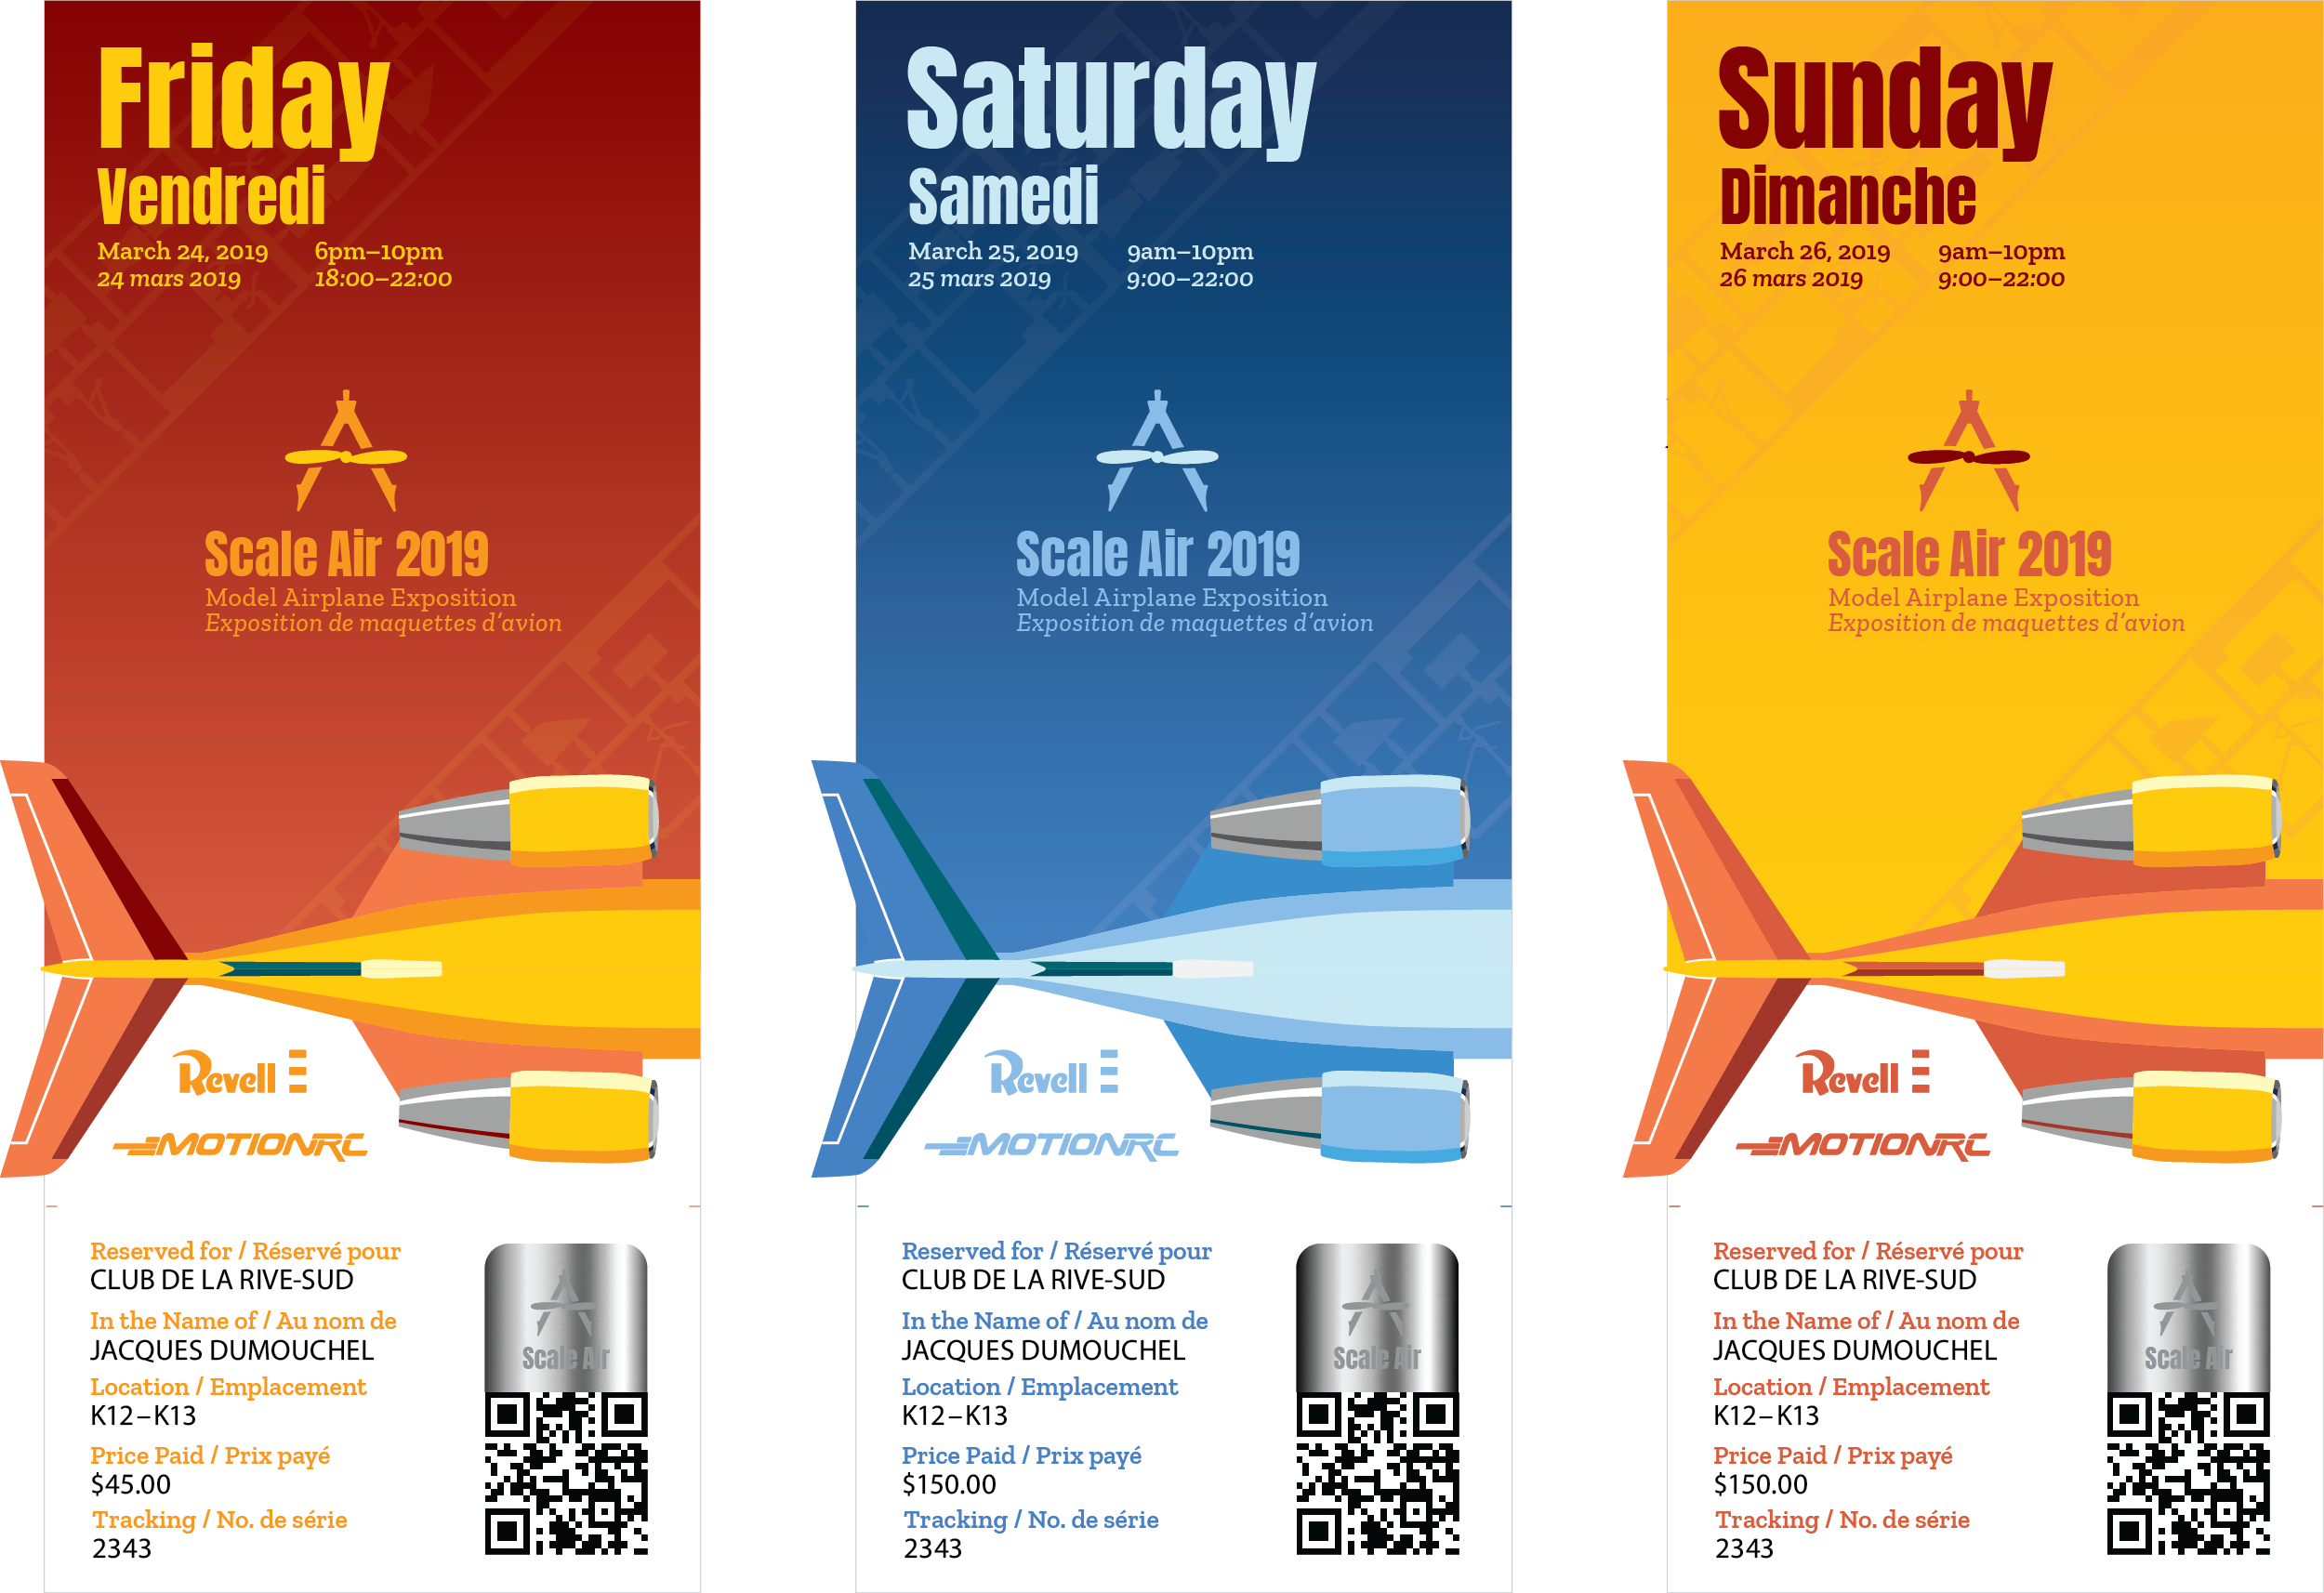 Friday
Vendredi
March 24, 2019 6pm–10pm
24 mars 2019 18:00–22:00
Scale Air 2019
Model Airplane Exposition
Exposition de maquettes d’avion
Revell
MOTIONRC
Reserved for / Réservé pour
CLUB DE LA RIVE-SUD
In the Name of / Au nom de
JACQUES DUMOUCHEL
Location / Emplacement
K12–K13
Price Paid / Prix payé
$45.00
Tracking / No. de série
2343
Scale Air
Saturday
Samedi
March 25, 2019 9am–10pm
25 mars 2019 9:00–22:00
Scale Air 2019
Model Airplane Exposition
Exposition de maquettes d’avion
Revell
MOTIONRC
Reserved for / Réservé pour
CLUB DE LA RIVE-SUD
In the Name of / Au nom de
JACQUES DUMOUCHEL
Location / Emplacement
K12–K13
Price Paid / Prix payé
$150.00
Tracking / No. de série
2343
Scale Air
Sunday
Dimanche
March 26, 2019 9am–10pm
26 mars 2019 9:00–22:00
Scale Air 2019
Model Airplane Exposition
Exposition de maquettes d’avion
Revell
MOTIONRC
Reserved for / Réservé pour
CLUB DE LA RIVE-SUD
In the Name of / Au nom de
JACQUES DUMOUCHEL
Location / Emplacement
K12–K13
Price Paid / Prix payé
$150.00
Tracking / No. de série
2343
Scale Air